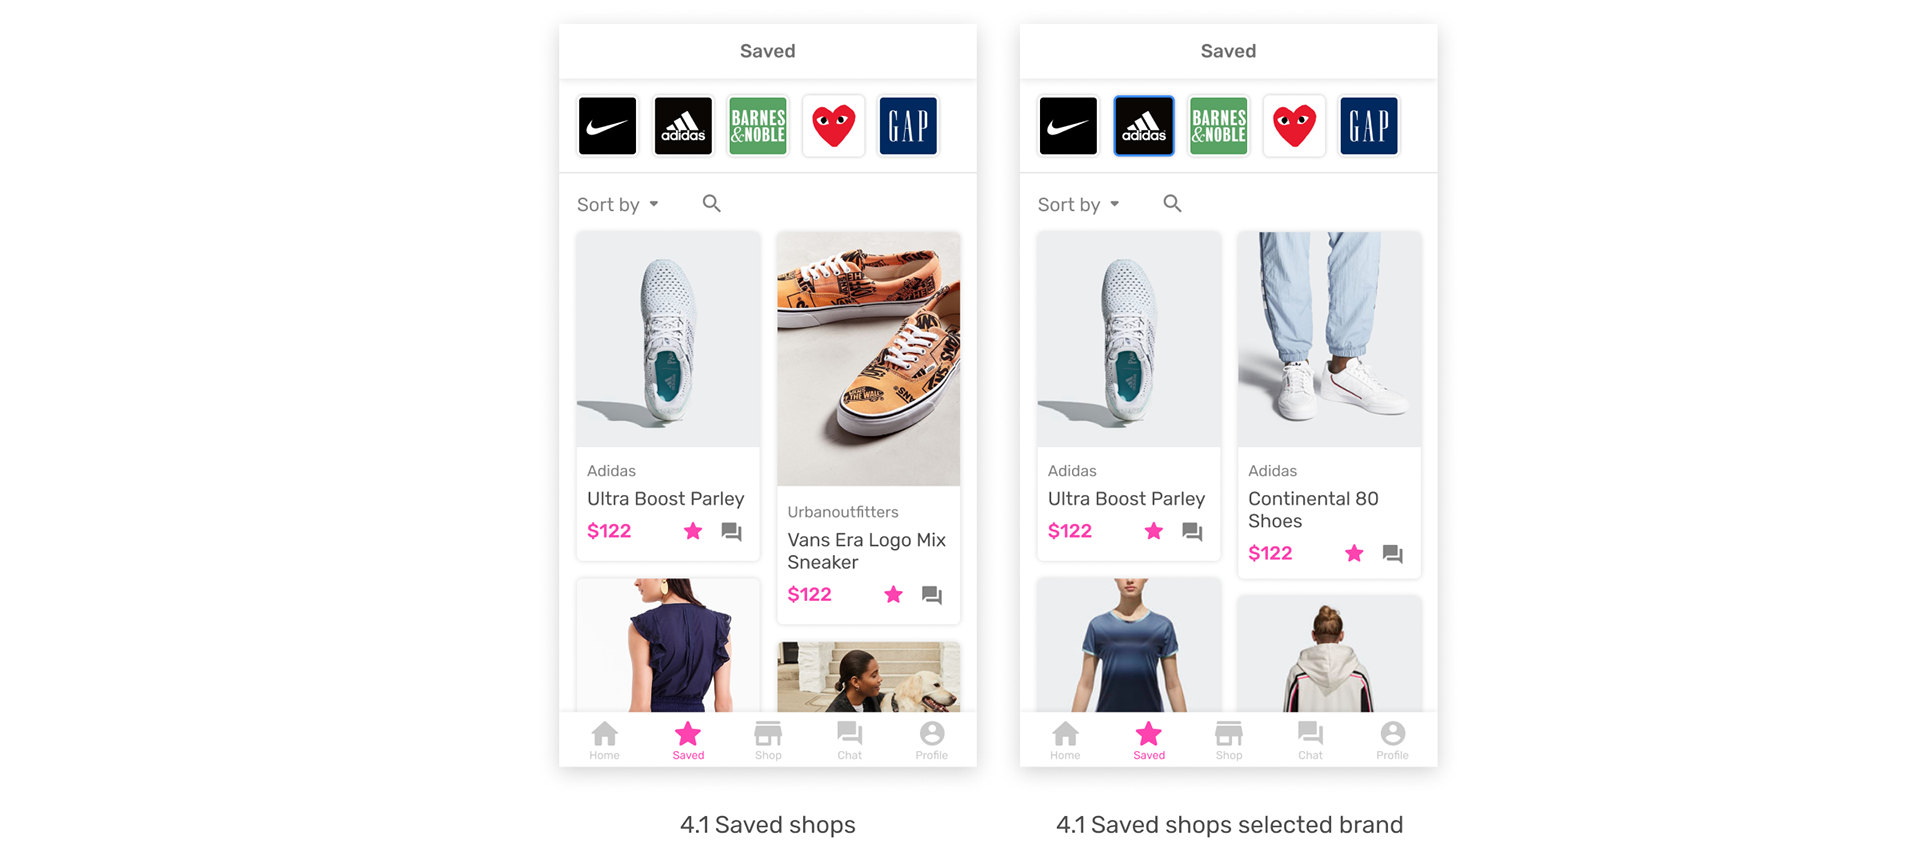 Saved
adidas
BARNES
&NOBLE
GAP
Sort by
Adidas
Ultra Boost Parley
$122
Urbanoutfitters
Vans Era Logo Mix
Sneaker
$122
Home
Saved
Shop
Chat
Profile
4.1 Saved shops
Saved
adidas
BARNES
&NOBLE
GAP
Sort by
Adidas
Ultra Boost Parley
$122
Adidas
Continental 80
Shoes
$122
Home
Saved
Shop
Chat
Profile
4.1 Saved shops selected brand